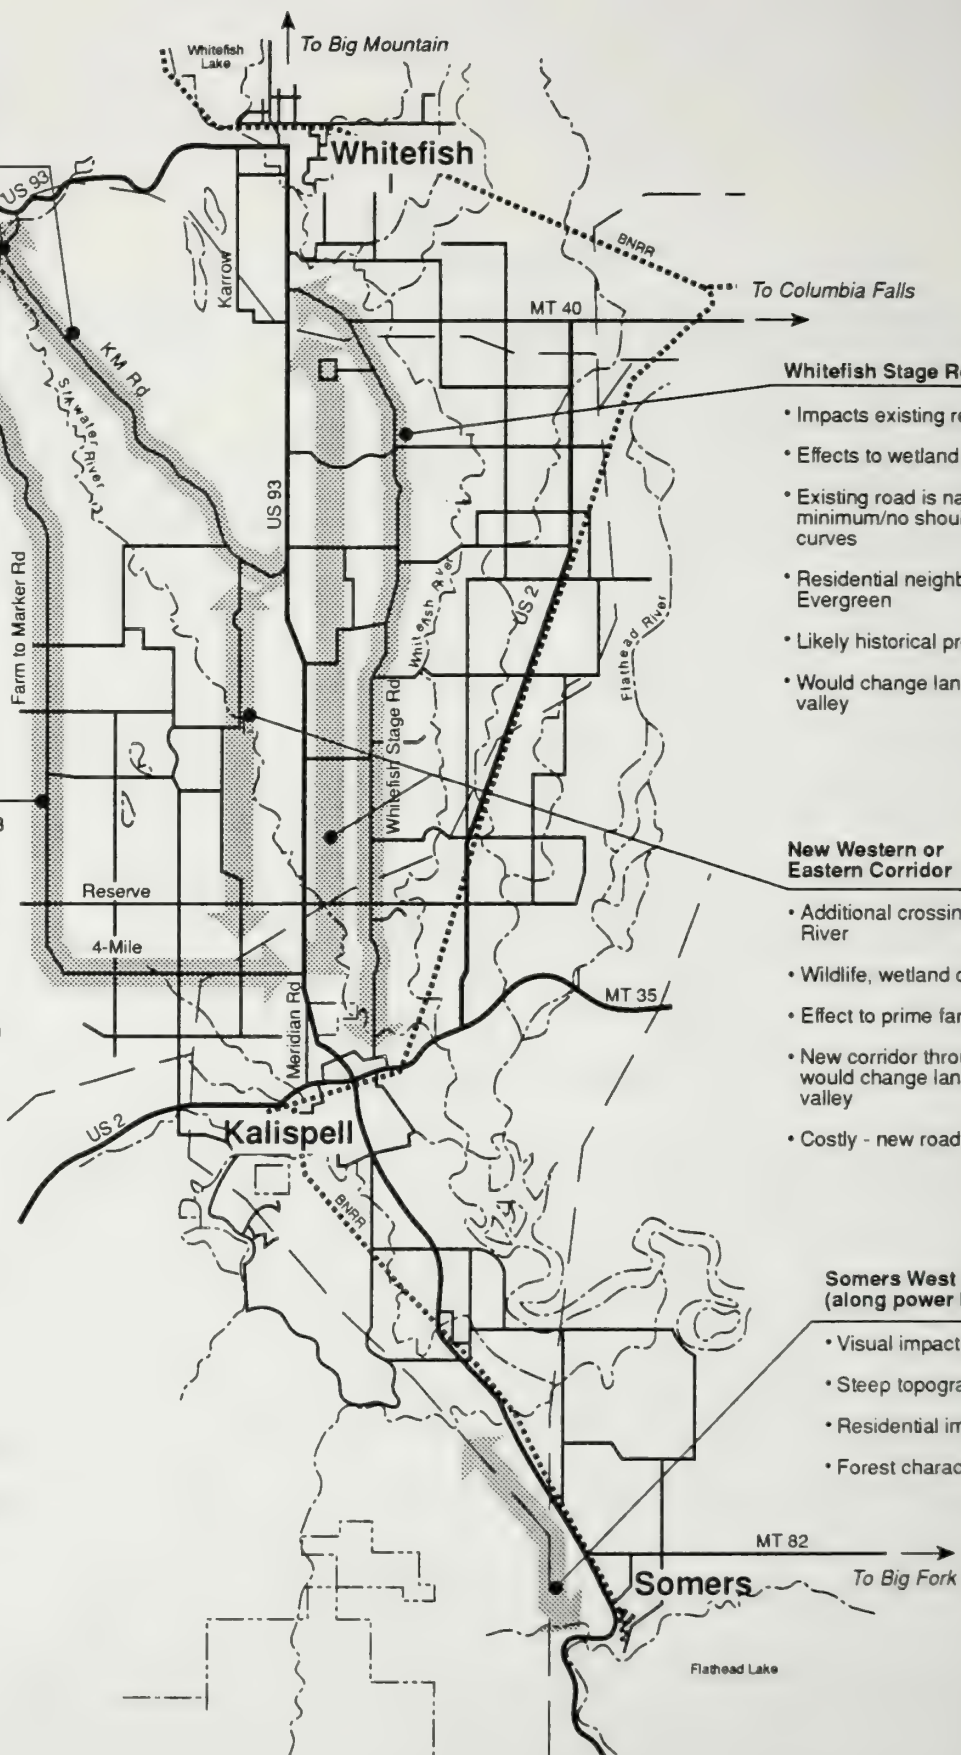 To Big Mountain
Whitefish
Lake
Whitefish
US 93
BNRR
Karrow
To Columbia Falls
MT 40
KM Rd
Stillwater River
Whitefish Stage R
• Impacts existing r
• Effects to wetland
• Existing road is na
minimum/no shou
curves
• Residential neighb
Evergreen
• Likely historical pr
• Would change lan
valley
US 93
Farm to Marker Rd
Whitefish River
US 2
Flathead River
Whitefish Stage Rd
New Western or
Eastern Corridor
• Additional crossin
River
• Wildlife, wetland
• Effect to prime far
• New corridor thro
would change lan
valley
• Costly - new road
Reserve
4-Mile
Meridian Rd
MT 35
US 2
Kalispell
BNRR
Somers West
(along power
• Visual impact
• Steep topogra
• Residential im
• Forest charac
MT 82
Somers
To Big Fork
Flathead Lake